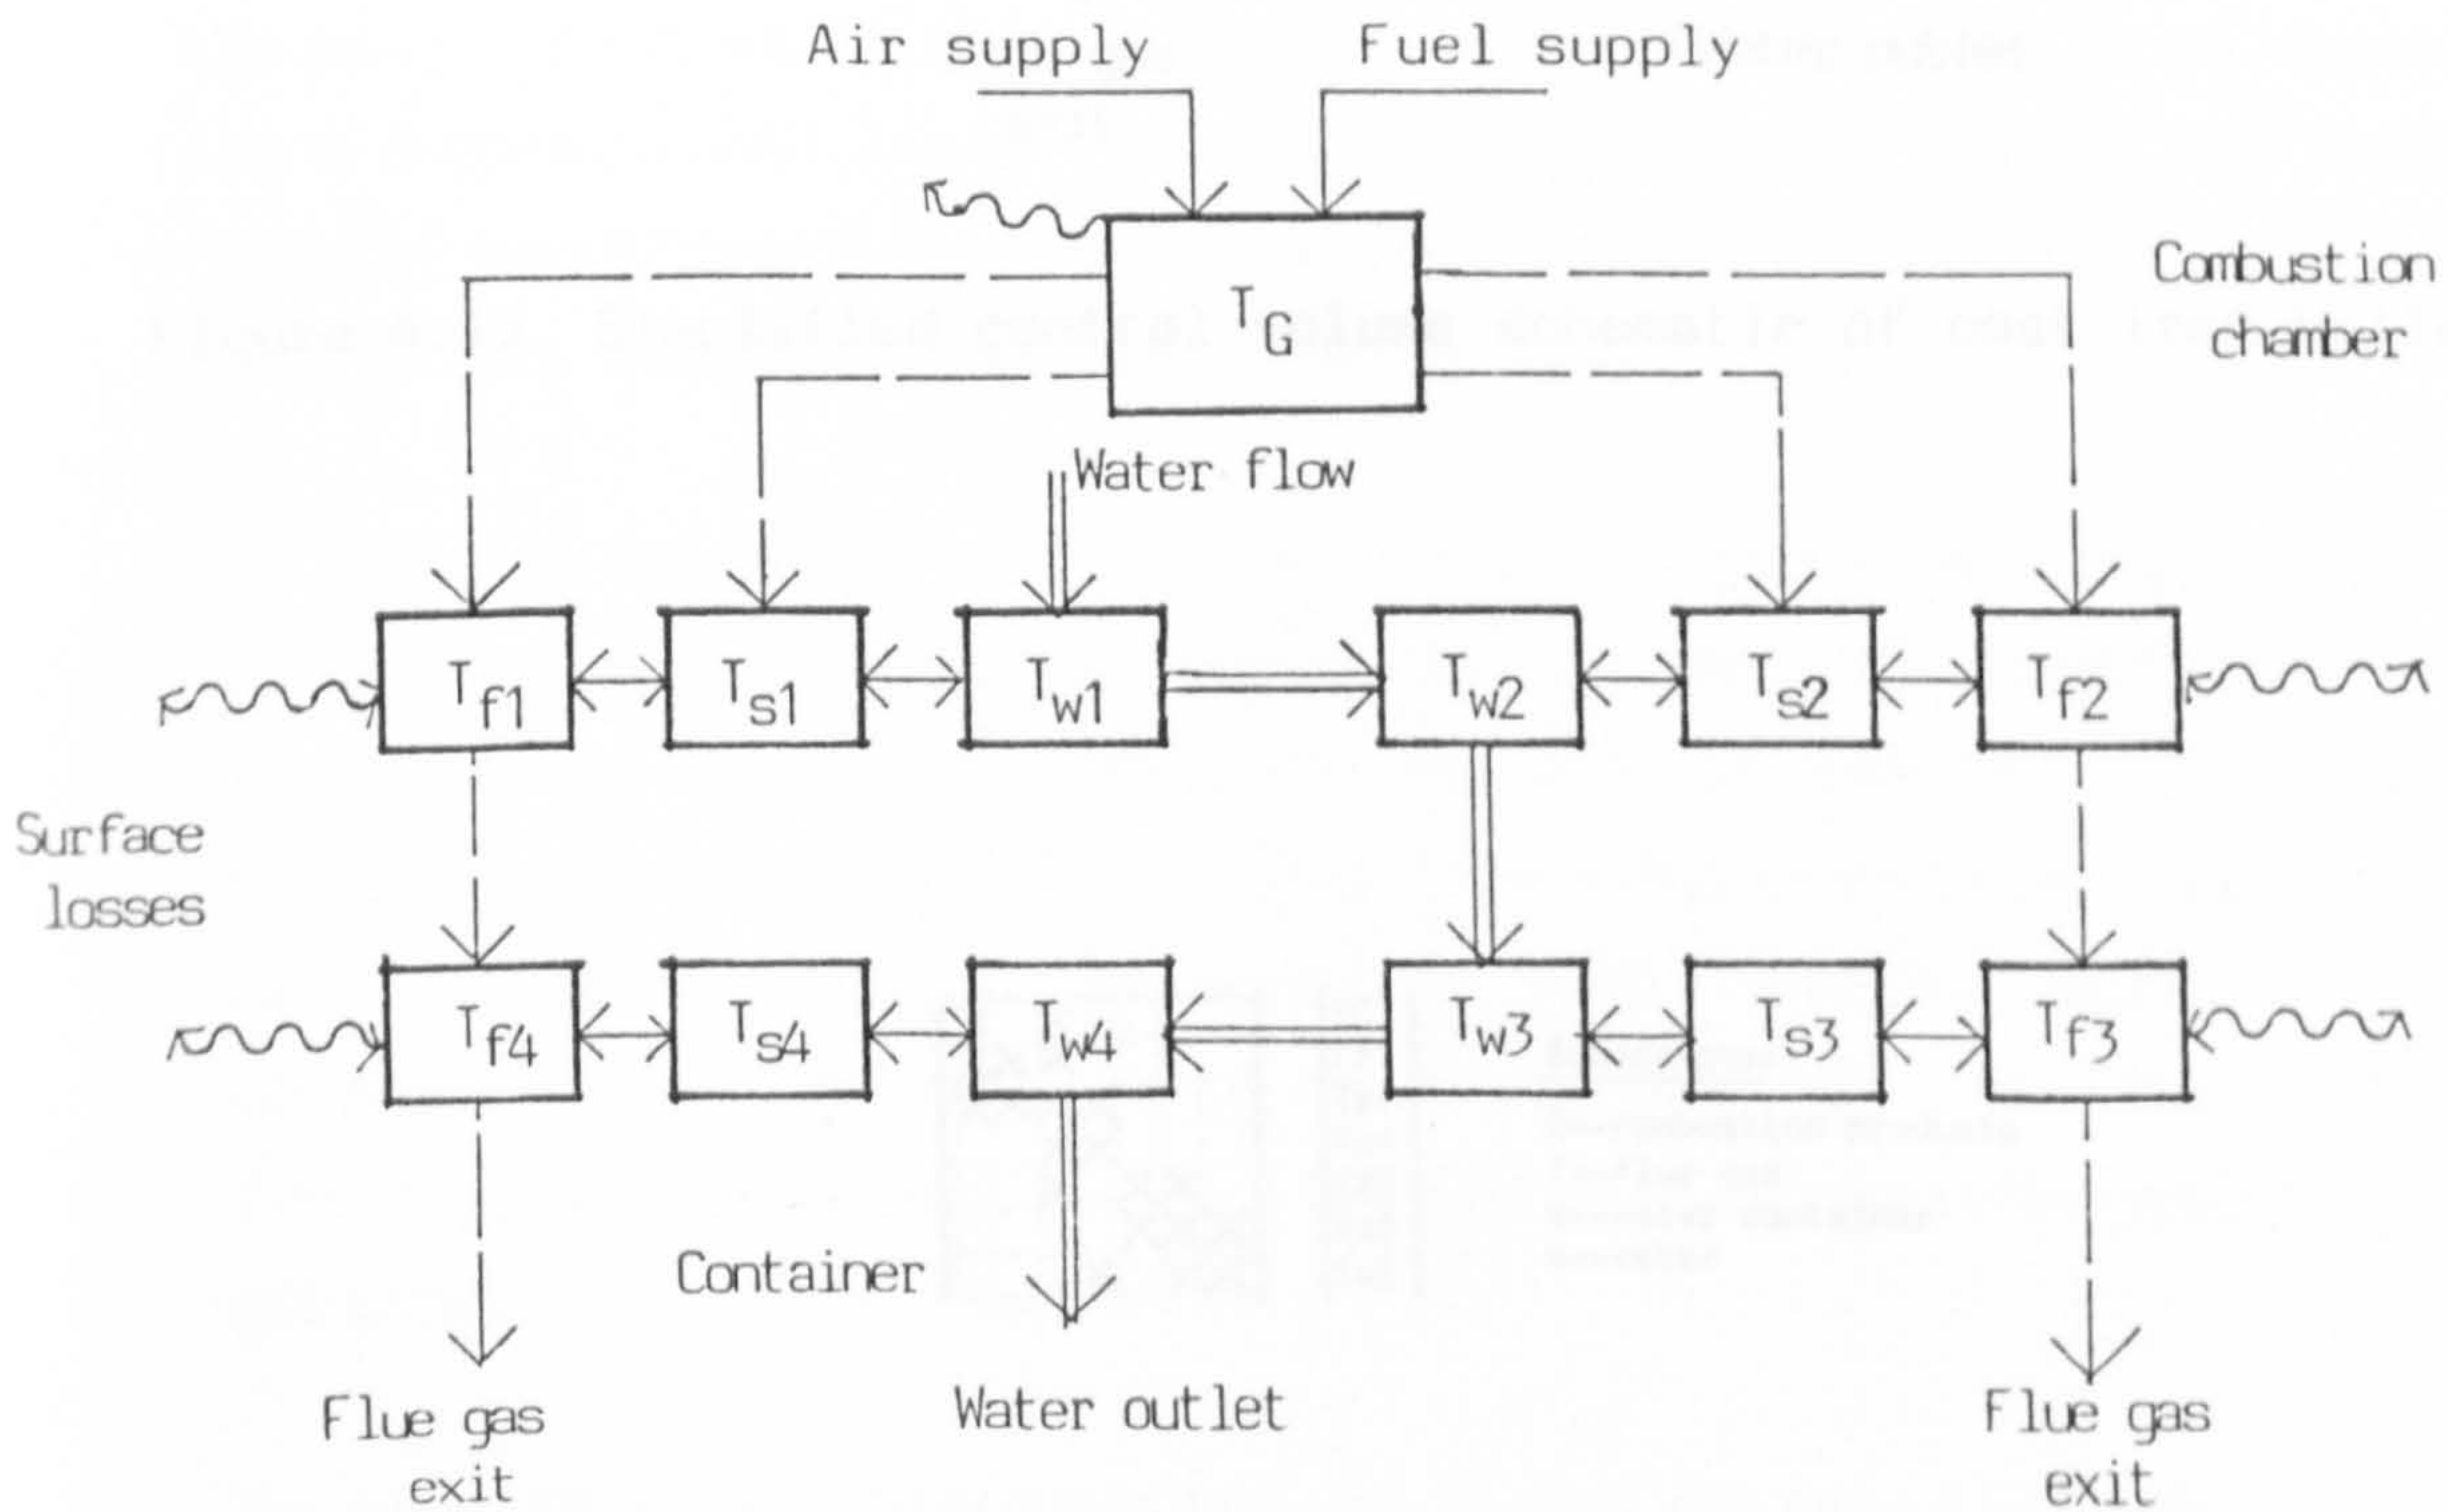 Air supply
Fuel supply
Combustion
chamber
T_G
Water flow
T_f1
T_s1
T_w1
T_w2
T_s2
T_f2
Surface
losses
T_f4
T_s4
T_w4
T_w3
T_s3
T_f3
Container
Water outlet
Flue gas
exit
Flue gas
exit